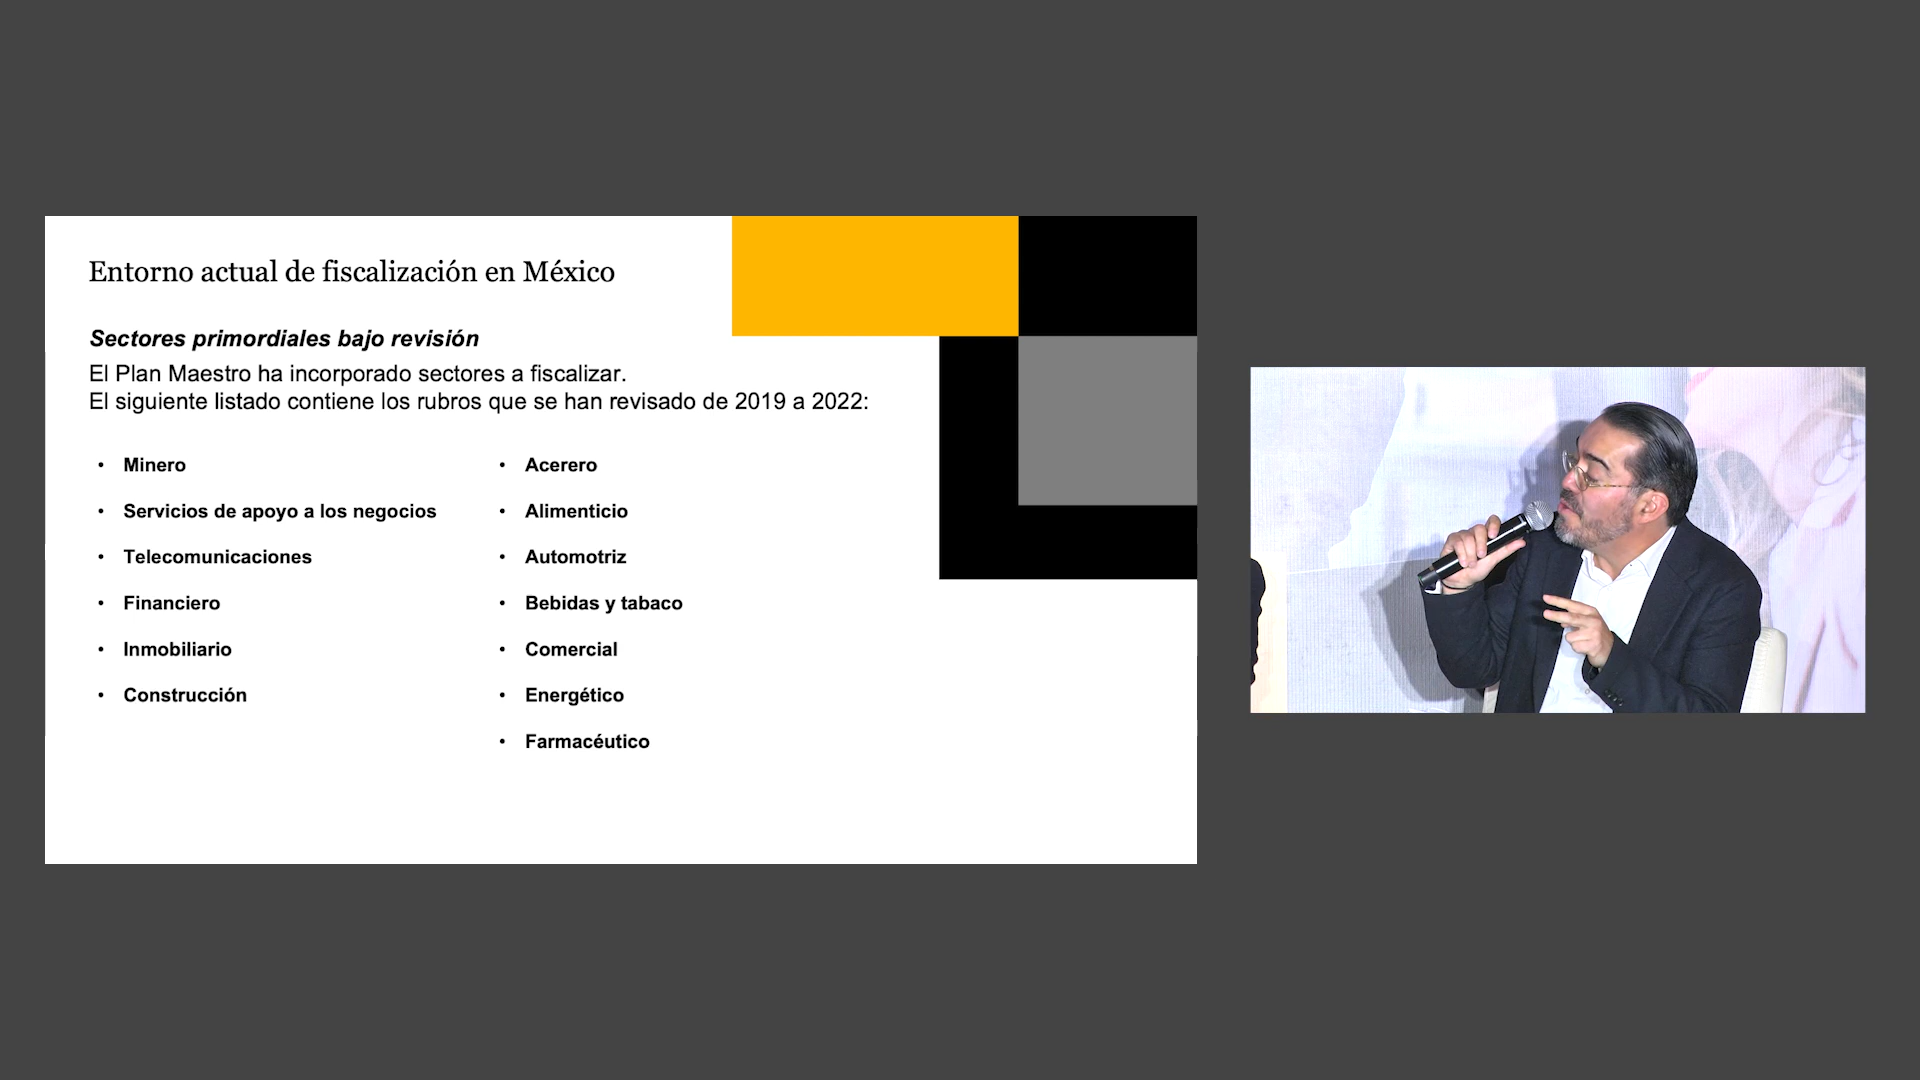 Entorno actual de fiscalización en México
Sectores primordiales bajo revisión
El Plan Maestro ha incorporado sectores a fiscalizar.
El siguiente listado contiene los rubros que se han revisado de 2019 a 2022:
• Minero
• Servicios de apoyo a los negocios
• Telecomunicaciones
• Financiero
• Inmobiliario
• Construcción
• Acerero
• Alimenticio
• Automotriz
• Bebidas y tabaco
• Comercial
• Energético
• Farmacéutico